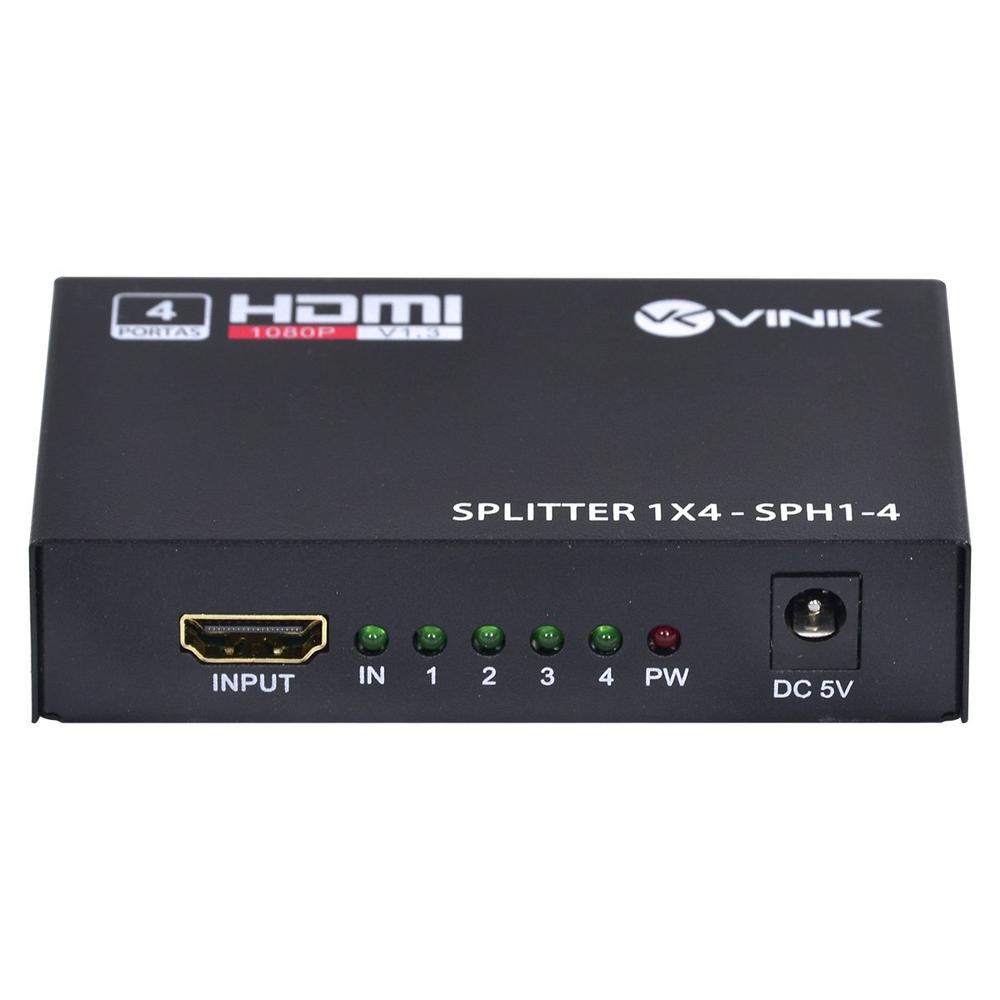 4
PORTAS
HDMI
1080P V1.3
VK VINIK
SPLITTER 1X4 - SPH1-4
INPUT IN 1 2 3 4 PW DC 5V